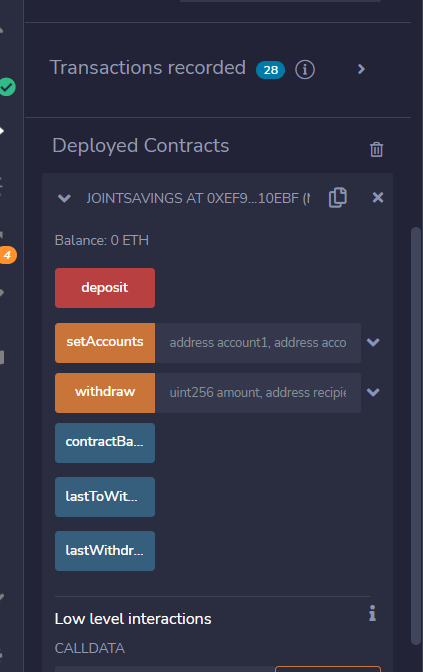 Transactions recorded 28
Deployed Contracts
JOINTSAVINGS AT 0XEF9...10EBF (
Balance: 0 ETH
deposit
setAccounts address account1, address acco
withdraw uint256 amount, address recipie
contractBa...
lastToWit...
lastWithdr...
Low level interactions
CALLDATA
4